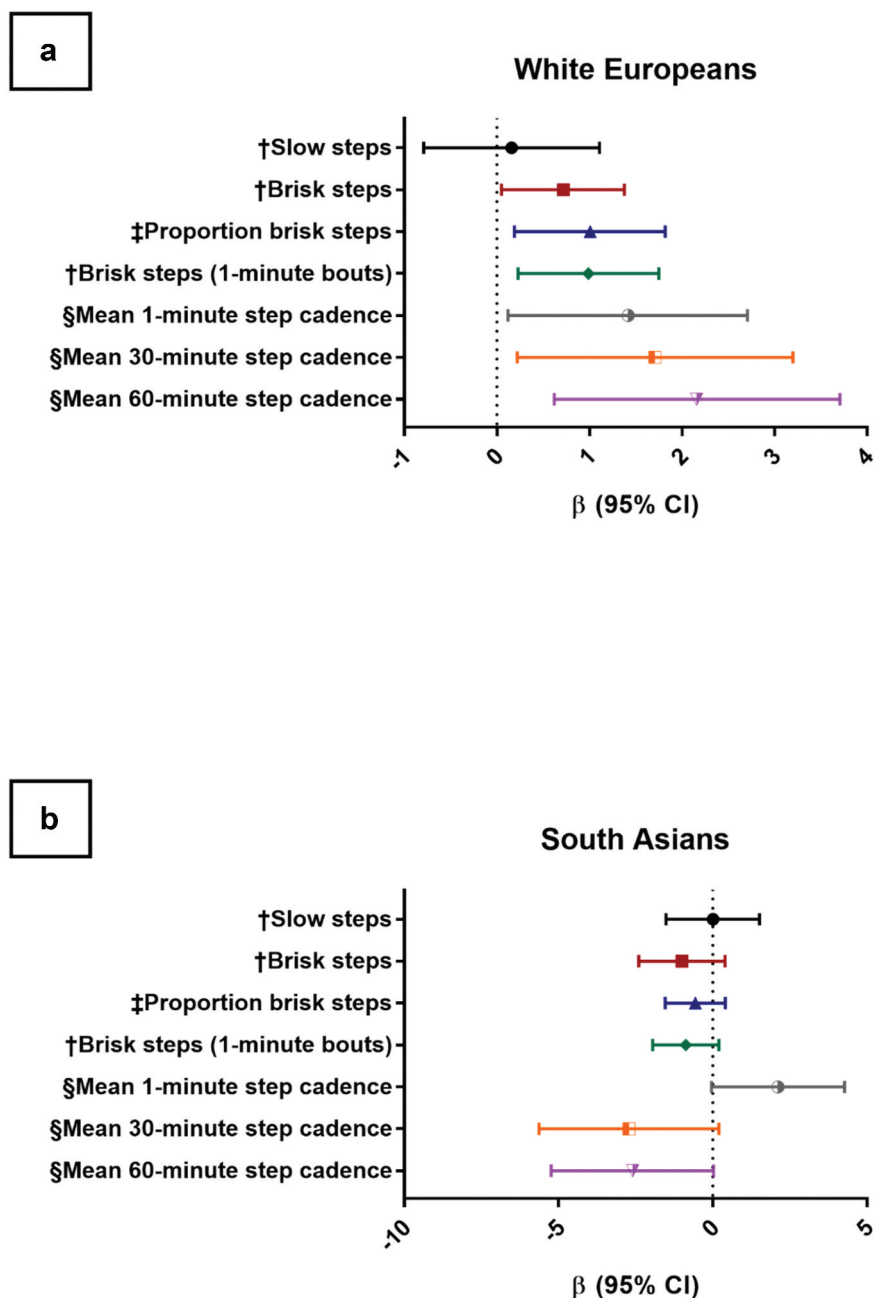 a
White Europeans
†Slow steps
†Brisk steps
‡Proportion brisk steps
†Brisk steps (1-minute bouts)
§Mean 1-minute step cadence
§Mean 30-minute step cadence
§Mean 60-minute step cadence
-1 0 1 2 3 4
β (95% CI)
b
South Asians
†Slow steps
†Brisk steps
‡Proportion brisk steps
†Brisk steps (1-minute bouts)
§Mean 1-minute step cadence
§Mean 30-minute step cadence
§Mean 60-minute step cadence
-10 -5 0 5
β (95% CI)